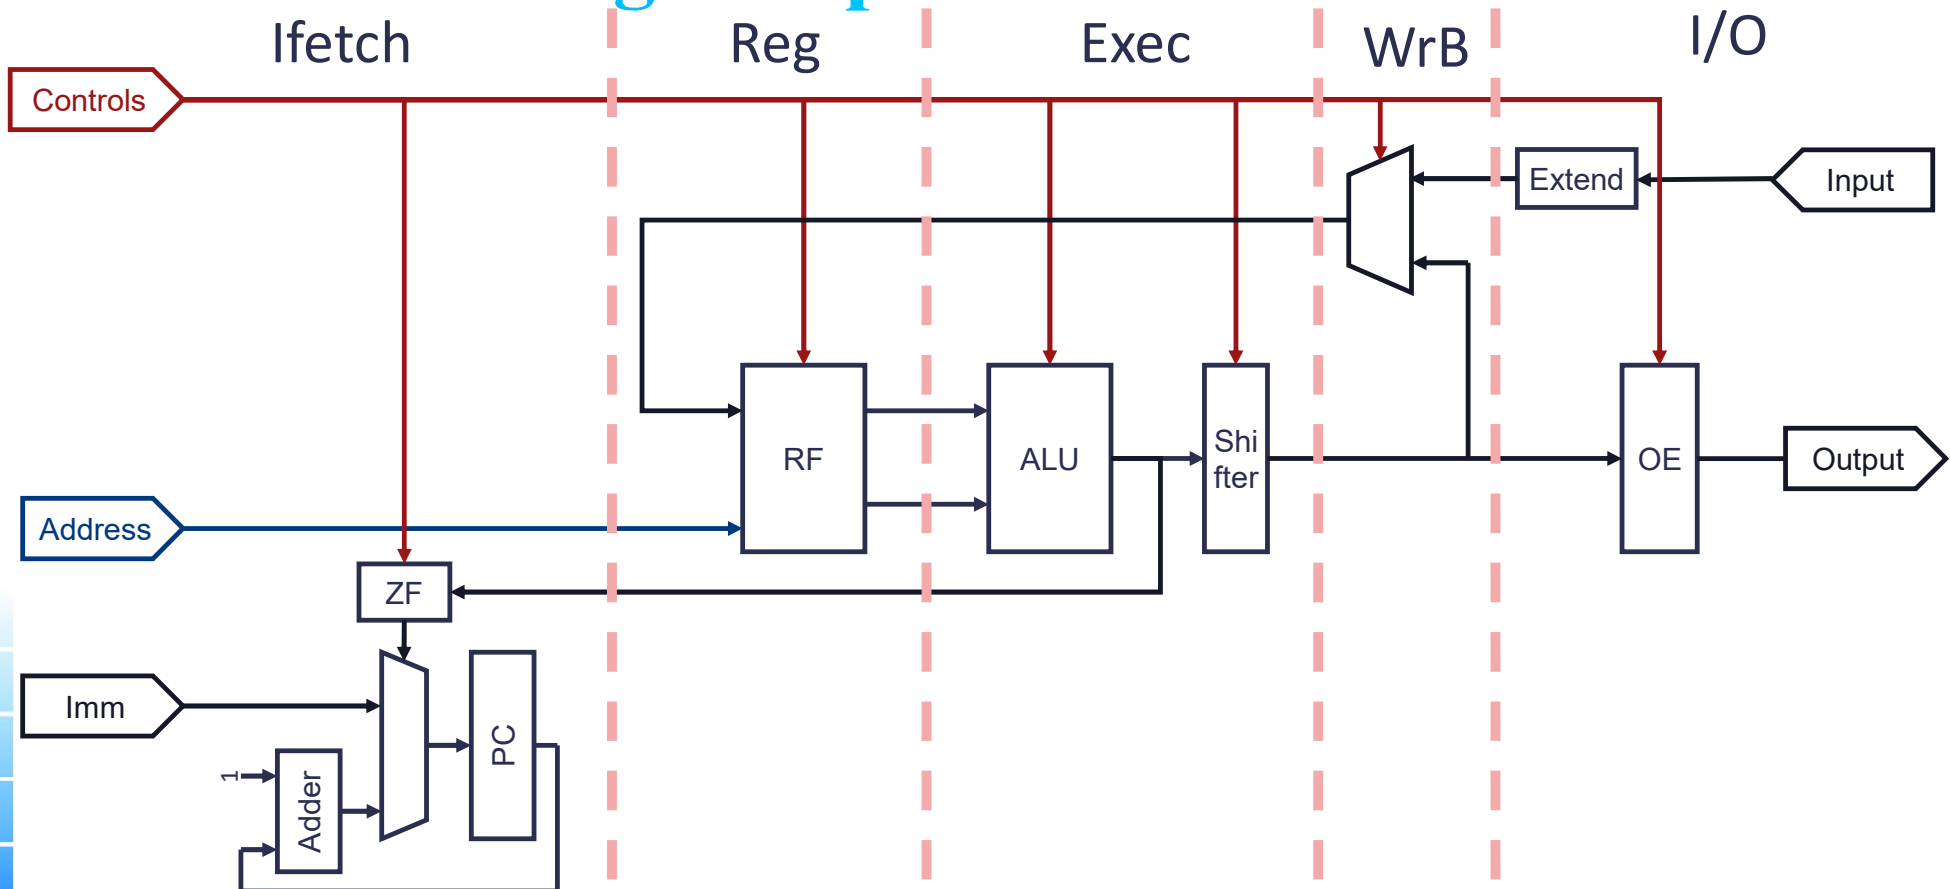 Ifetch
Reg
Exec
WrB
I/O
Controls
Extend
Input
RF
ALU
Shi
fter
OE
Output
Address
ZF
Imm
PC
1
Adder